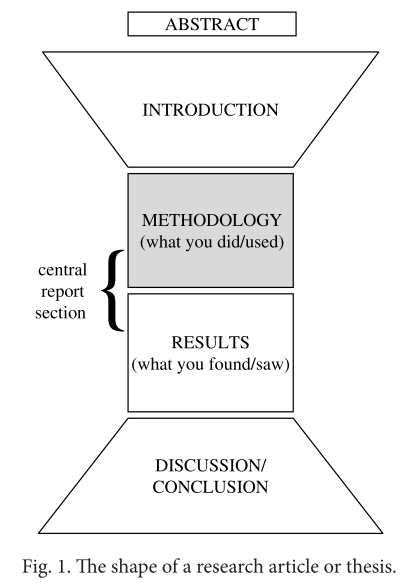 ABSTRACT
INTRODUCTION
METHODOLOGY
(what you did/used)
central
report
section
RESULTS
(what you found/saw)
DISCUSSION/
CONCLUSION
Fig. 1. The shape of a research article or thesis.